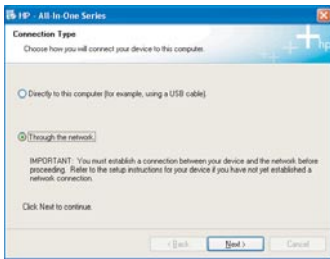 HP - All-In-One Series
Connection Type
Choose how you will connect your device to this computer.
hp
Directly to this computer (for example, using a USB cable).
Through the network.
IMPORTANT: You must establish a connection between your device and the network before
proceeding. Refer to the setup instructions for your device if you have not yet established a
network connection.
Click Next to continue.
< Back Next > Cancel